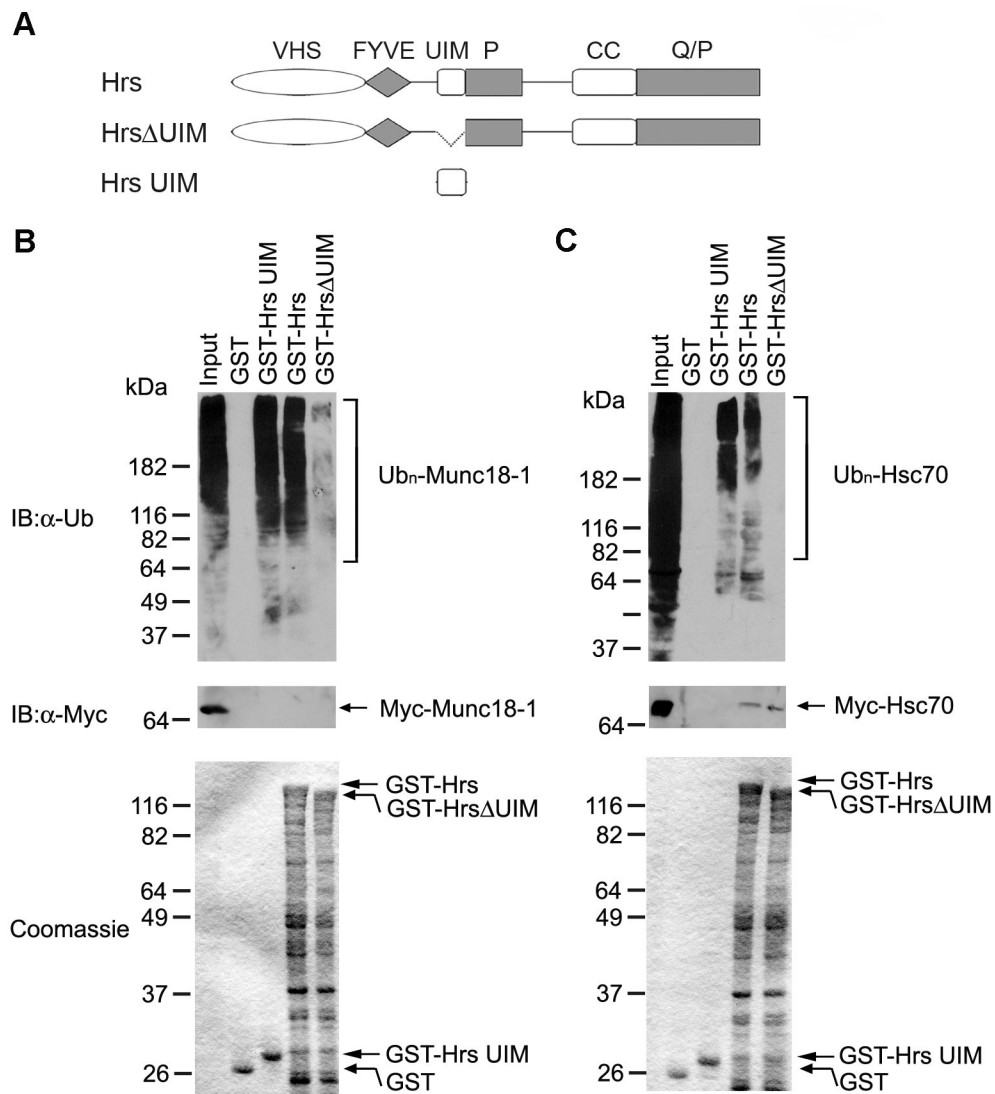 A
VHS FYVE UIM P CC Q/P
Hrs
HrsΔUIM
Hrs UIM
B
Input
GST
GST-Hrs UIM
GST-Hrs
GST-HrsΔUIM
kDa
182
116
82
64
49
37
IB:α-Ub
Ubn-Munc18-1
IB:α-Myc
64
Myc-Munc18-1
Coomassie
116
82
64
49
37
26
GST-Hrs
GST-HrsΔUIM
GST-Hrs UIM
GST
C
Input
GST
GST-Hrs UIM
GST-Hrs
GST-HrsΔUIM
kDa
182
116
82
64
37
Ubn-Hsc70
64
Myc-Hsc70
116
82
64
49
37
26
GST-Hrs
GST-HrsΔUIM
GST-Hrs UIM
GST